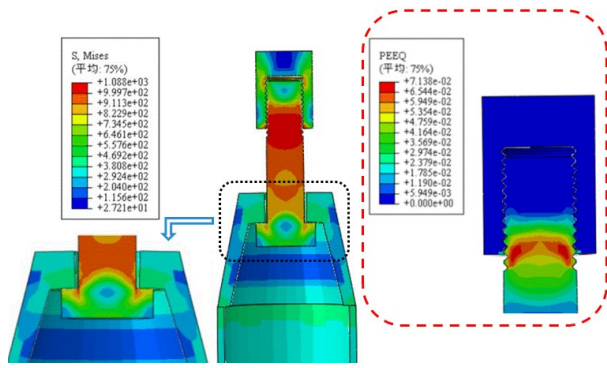 S, Mises
(平均: 75%)
+1.088e+03
+9.997e+02
+9.113e+02
+8.229e+02
+7.345e+02
+6.461e+02
+5.576e+02
+4.692e+02
+3.808e+02
+2.924e+02
+2.040e+02
+1.156e+02
+2.721e+01
PEEQ
(平均: 75%)
+7.138e-02
+6.544e-02
+5.949e-02
+5.354e-02
+4.759e-02
+4.164e-02
+3.569e-02
+2.974e-02
+2.379e-02
+1.785e-02
+1.190e-02
+5.949e-03
+0.000e+00